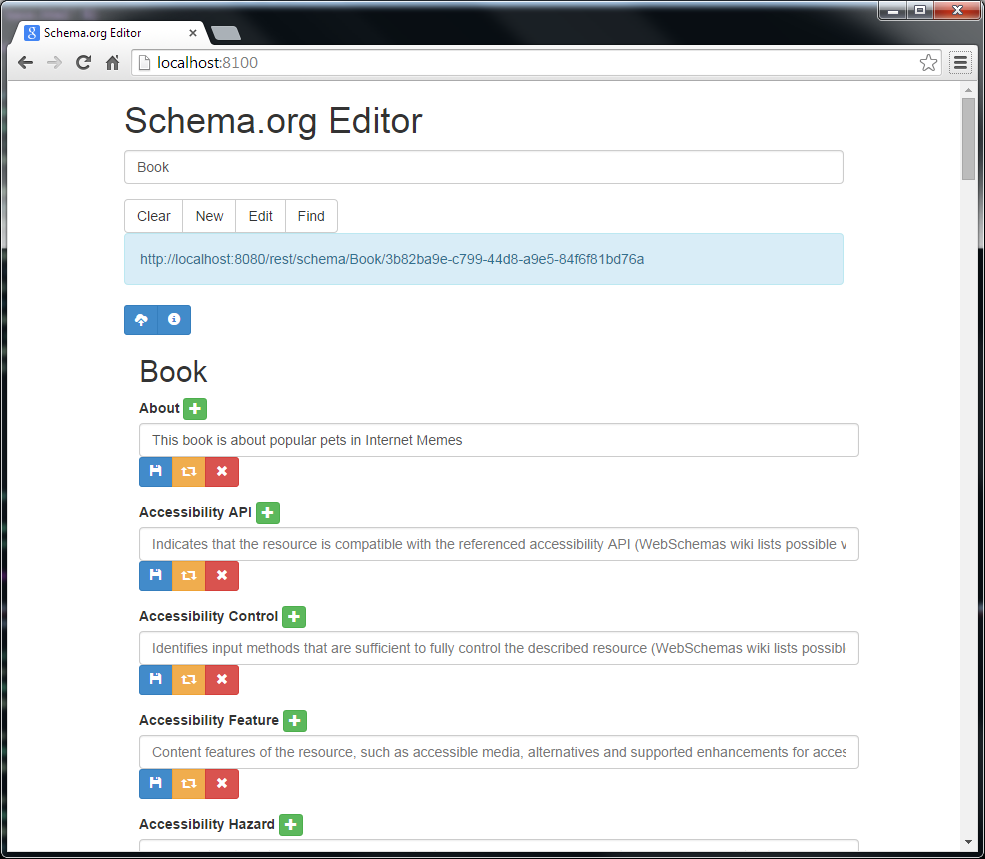 Schema.org Editor
localhost:8100
Schema.org Editor
Book
Clear New Edit Find
http://localhost:8080/rest/schema/Book/3b82ba9e-c799-44d8-a9e5-84f6f81bd76a
Book
About
This book is about popular pets in Internet Memes
Accessibility API
Indicates that the resource is compatible with the referenced accessibility API (WebSchemas wiki lists possible v
Accessibility Control
Identifies input methods that are sufficient to fully control the described resource (WebSchemas wiki lists possibl
Accessibility Feature
Content features of the resource, such as accessible media, alternatives and supported enhancements for acces
Accessibility Hazard